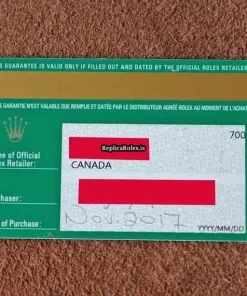 S GUARANTEE IS VALID ONLY IF FILLED OUT AND DATED BY THE OFFICIAL ROLEX RETAILER
E GARANTIE N'EST VALABLE QUE REMPLIE ET DATÉE PAR LE DISTRIBUTEUR AGRÉÉ ROLEX AU MOMENT DE L'ACHAT
700
ReplicaRolex.is
me of Official
lex Retailer:
CANADA
chaser:
Nov. 2017
of Purchase:
YYYY/MM/DD